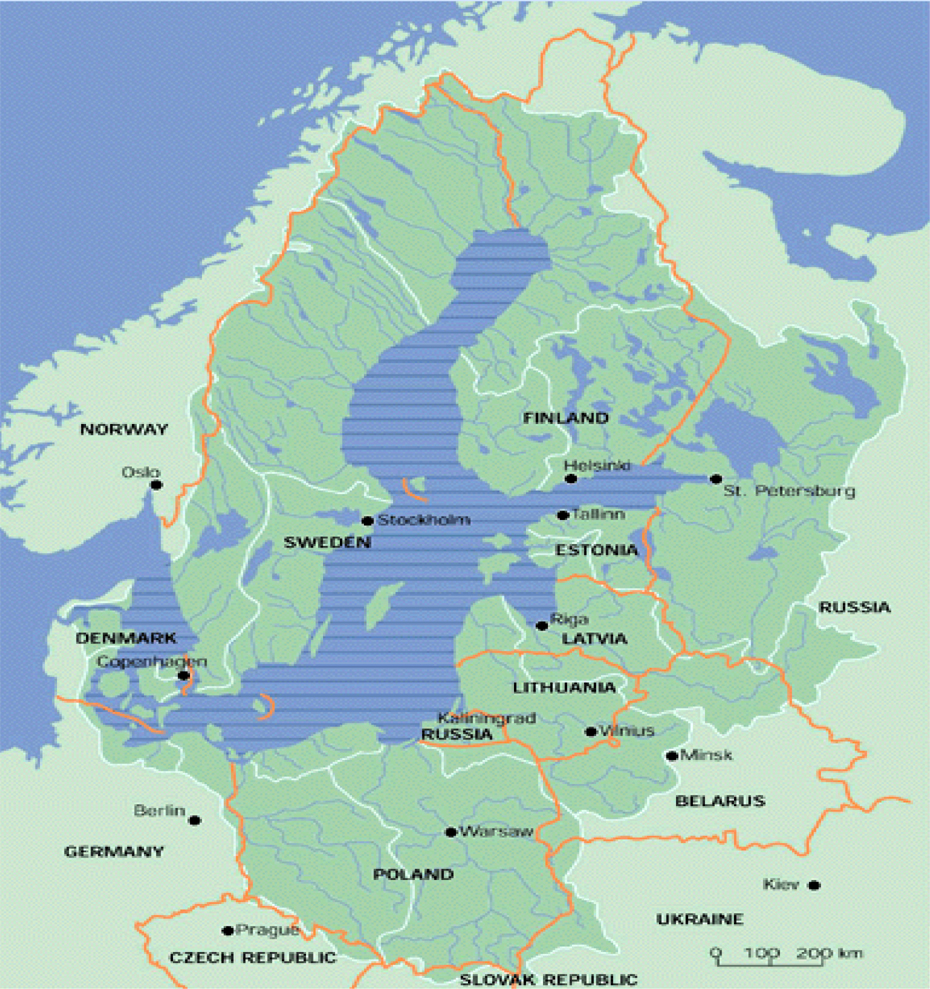 NORWAY
Oslo
FINLAND
Helsinki
St. Petersburg
Stockholm
Tallinn
SWEDEN
ESTONIA
RUSSIA
Riga
DENMARK
LATVIA
Copenhagen
LITHUANIA
Kaliningrad
RUSSIA
Vilnius
Minsk
BELARUS
Berlin
Warsaw
GERMANY
POLAND
Kiev
UKRAINE
Prague
CZECH REPUBLIC
0 100 200 km
SLOVAK REPUBLIC